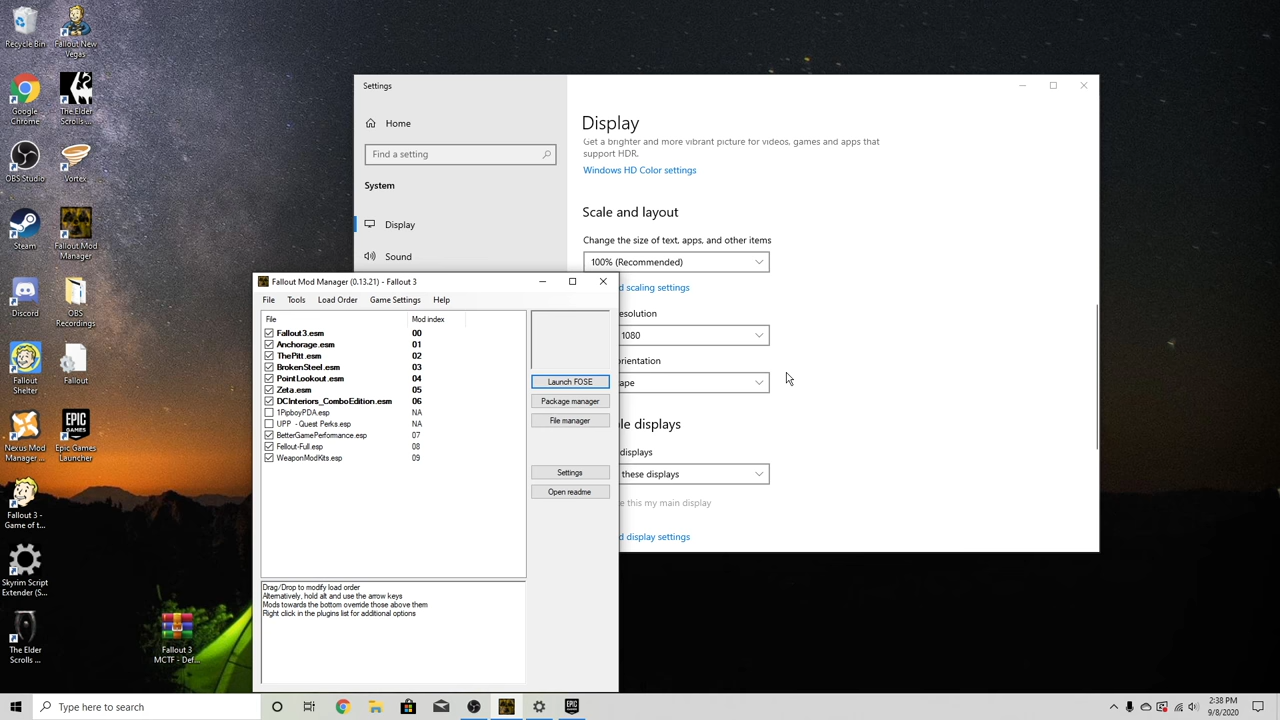 Recycle Bin
Fallout New
Vegas
Google
Chrome
The Elder
Scrolls ...
OBS Studio
Vortex
Steam
Fallout Mod
Manager
Discord
OBS
Recordings
Fallout
Shelter
Fallout
Nexus Mod
Manager ...
Epic Games
Launcher
EPIC
GAMES
Fallout 3 -
Game of t...
Skyrim Script
Extender (S...
The Elder
Scrolls ...
Fallout 3
MCTF - Def...
Settings
Home
Find a setting
System
Display
Sound
Display
Get a brighter and more vibrant picture for videos, games and apps that
support HDR.
Windows HD Color settings
Scale and layout
Change the size of text, apps, and other items
100% (Recommended)
d scaling settings
esolution
1080
orientation
ape
le displays
displays
these displays
e this my main display
d display settings
Fallout Mod Manager (0.13.21) - Fallout 3
File Tools Load Order Game Settings Help
File Mod index
Fallout3.esm 00
Anchorage.esm 01
ThePitt.esm 02
BrokenSteel.esm 03
PointLookout.esm 04
Zeta.esm 05
DCInteriors_ComboEdition.esm 06
1PipboyPDA.esp NA
UPP - Quest Perks.esp NA
BetterGamePerformance.esp 07
Fellout-Full.esp 08
WeaponModKits.esp 09
Launch FOSE
Package manager
File manager
Settings
Open readme
Drag/Drop to modify load order
Alternatively, hold alt and use the arrow keys
Mods towards the bottom override those above them
Right click in the plugins list for additional options
Type here to search
2:38 PM
9/8/2020